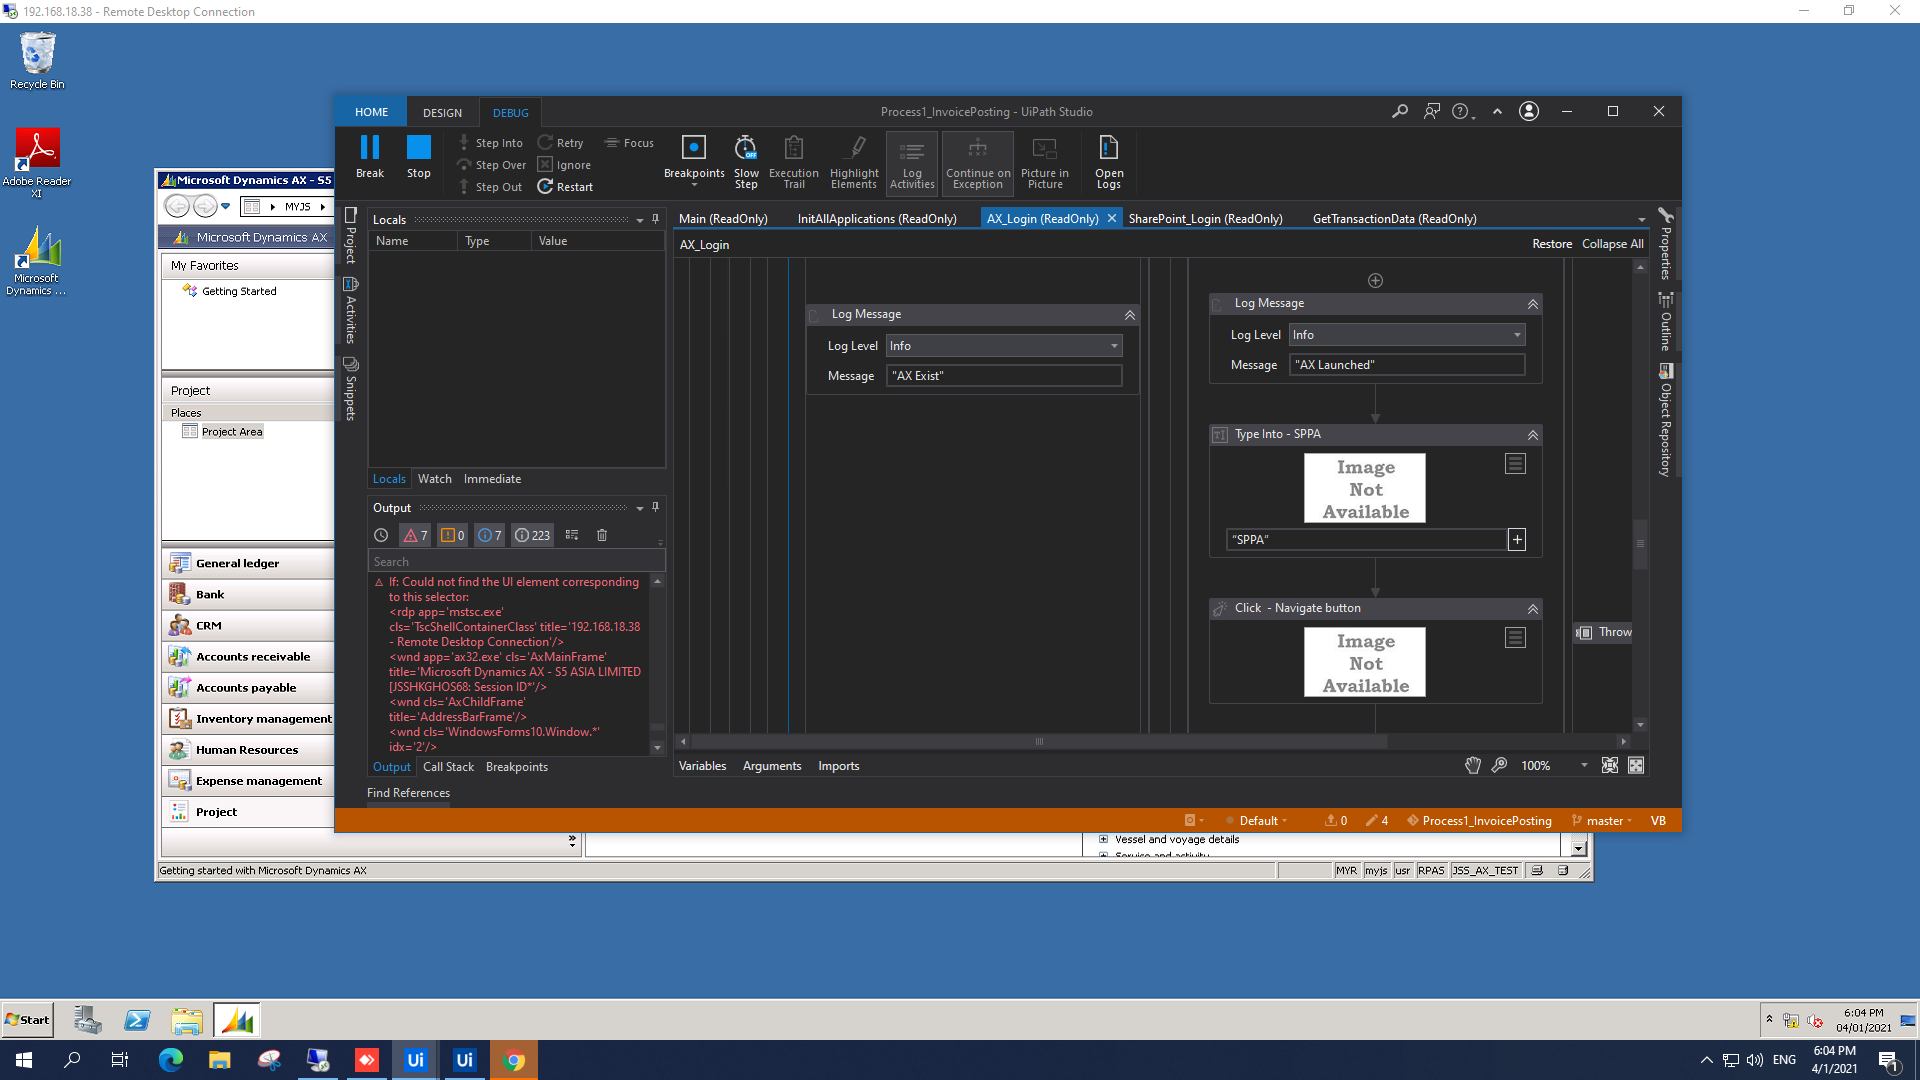 192.168.18.38 - Remote Desktop Connection
Recycle Bin
Adobe Reader
XI
Microsoft
Dynamics ...
Microsoft Dynamics AX - S5
MYJS
Microsoft Dynamics AX
My Favorites
Getting Started
Project
Places
Project Area
General ledger
Bank
CRM
Accounts receivable
Accounts payable
Inventory management
Human Resources
Expense management
Project
HOME
DESIGN
DEBUG
Process1_InvoicePosting - UiPath Studio
Break
Stop
Step Into
Step Over
Step Out
Retry
Ignore
Restart
Focus
Breakpoints
Slow
Step
Execution
Trail
Highlight
Elements
Log
Activities
Continue on
Exception
Picture in
Picture
Open
Logs
Project
Activities
Snippets
Locals
Name
Type
Value
Locals
Watch
Immediate
Output
7
0
7
223
Search
If: Could not find the UI element corresponding
to this selector:
<rdp app='mstsc.exe'
cls='TscShellContainerClass' title='192.168.18.38
- Remote Desktop Connection'/>
<wnd app='ax32.exe' cls='AxMainFrame'
title='Microsoft Dynamics AX - S5 ASIA LIMITED
[JSSHKGHOS68: Session ID*'/>
<wnd cls='AxChildFrame'
title='AddressBarFrame'/>
<wnd cls='WindowsForms10.Window.*'
idx='2'/>
Output
Call Stack
Breakpoints
Find References
Main (ReadOnly)
InitAllApplications (ReadOnly)
AX_Login (ReadOnly)
SharePoint_Login (ReadOnly)
GetTransactionData (ReadOnly)
AX_Login
Restore
Collapse All
Log Message
Log Level
Info
Message
"AX Exist"
Log Message
Log Level
Info
Message
"AX Launched"
Type Into - SPPA
Image
Not
Available
"SPPA"
Click - Navigate button
Image
Not
Available
Throw
Variables
Arguments
Imports
100%
Properties
Outline
Object Repository
Default
0
4
Process1_InvoicePosting
master
VB
Vessel and voyage details
Service and activity
Getting started with Microsoft Dynamics AX
MYR
myjs
usr
RPAS
JSS_AX_TEST
Start
6:04 PM
04/01/2021
Ui
Ui
ENG
6:04 PM
4/1/2021
1